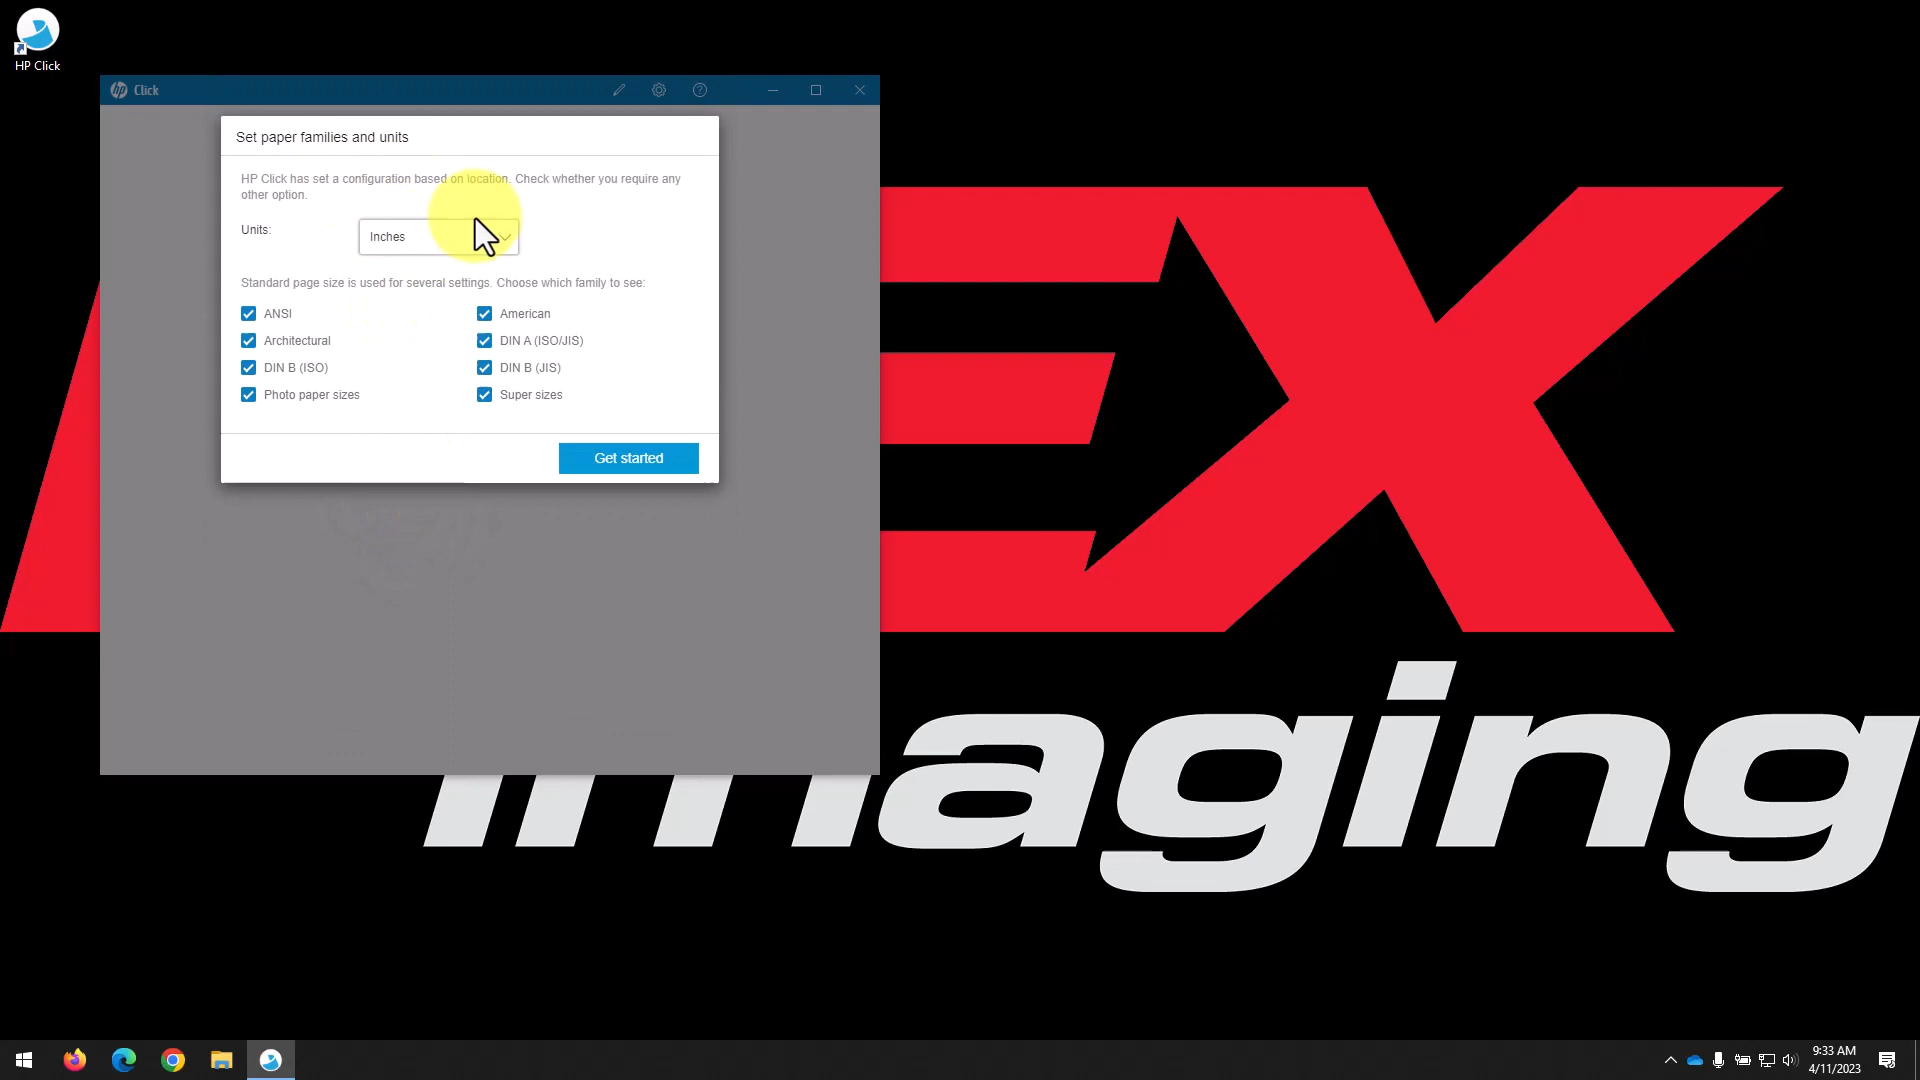 HP Click
hp Click
Set paper families and units
HP Click has set a configuration based on location. Check whether you require any
other option.
Units:
Inches
Standard page size is used for several settings. Choose which family to see:
ANSI
American
Architectural
DIN A (ISO/JIS)
DIN B (ISO)
DIN B (JIS)
Photo paper sizes
Super sizes
Get started
EX
imaging
9:33 AM
4/11/2023